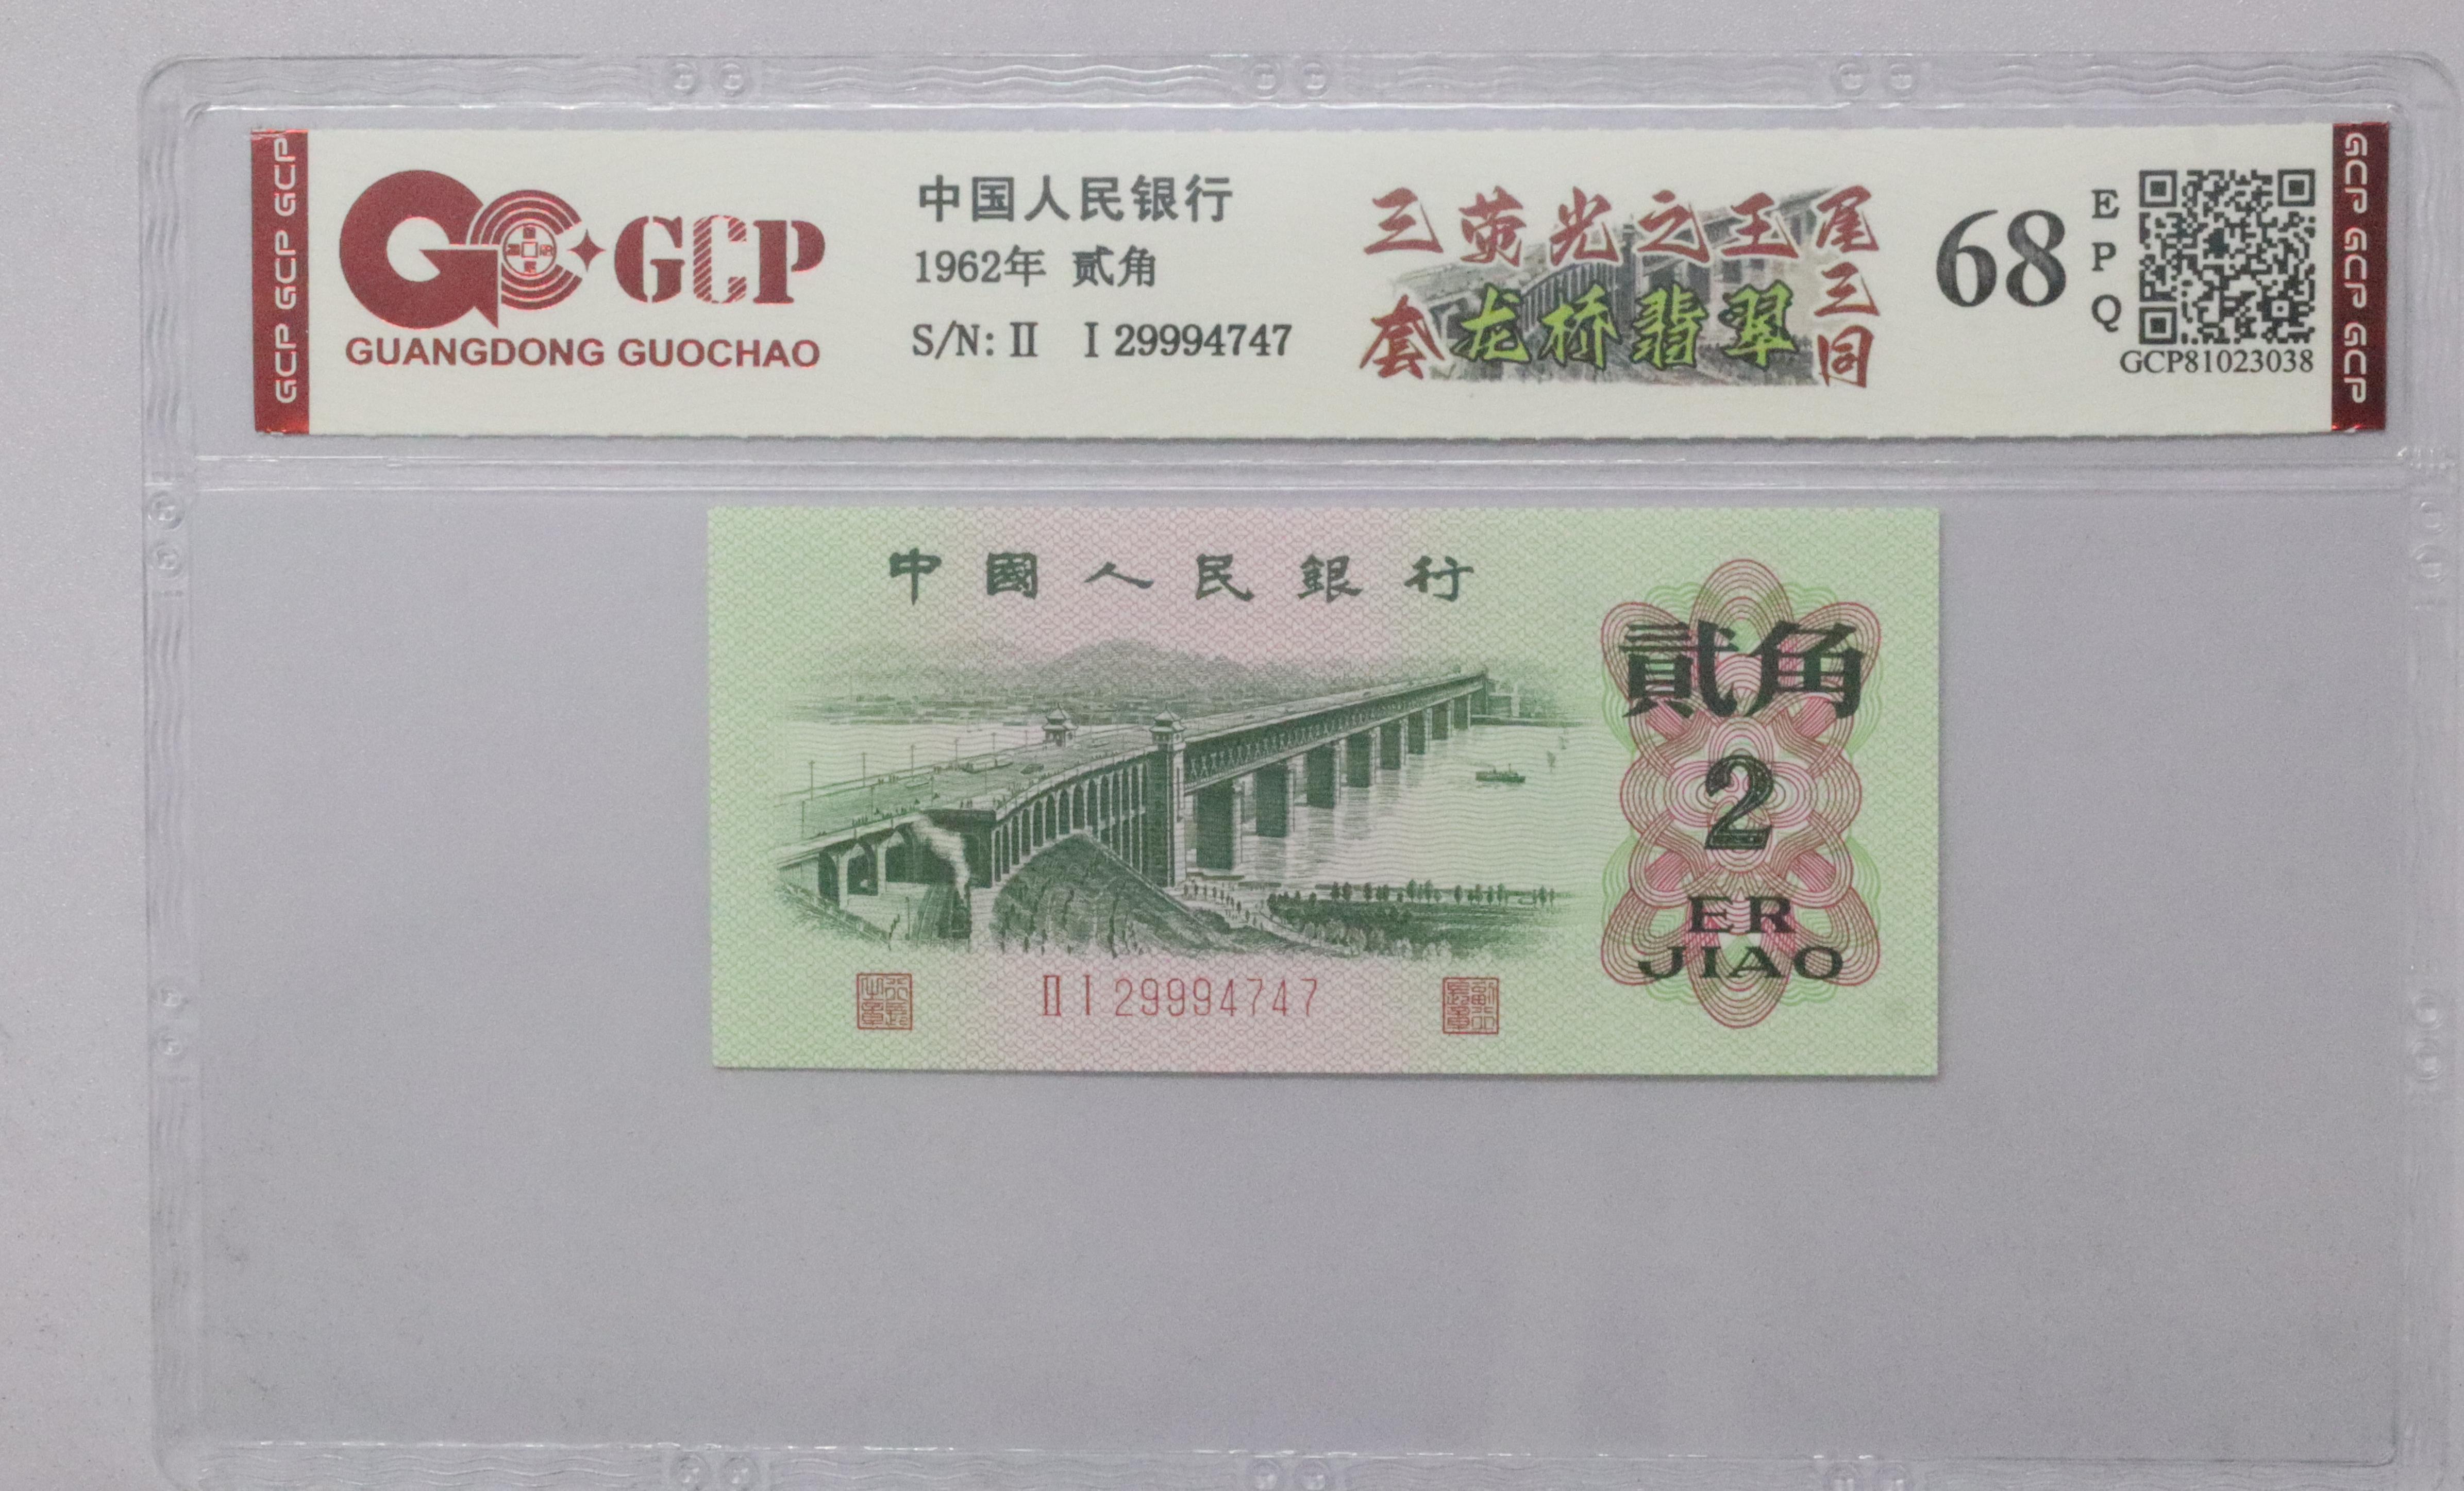 GCP GCP GCP
GCP
GUANGDONG GUOCHAO
中国人民银行
1962年 贰角
S/N: II I 29994747
三荧光之王尾三同
套龙桥翡翠
68
EPQ
GCP81023038
GCP GCP GCP
中國人民銀行
貳角
2
ER
JIAO
II I 29994747